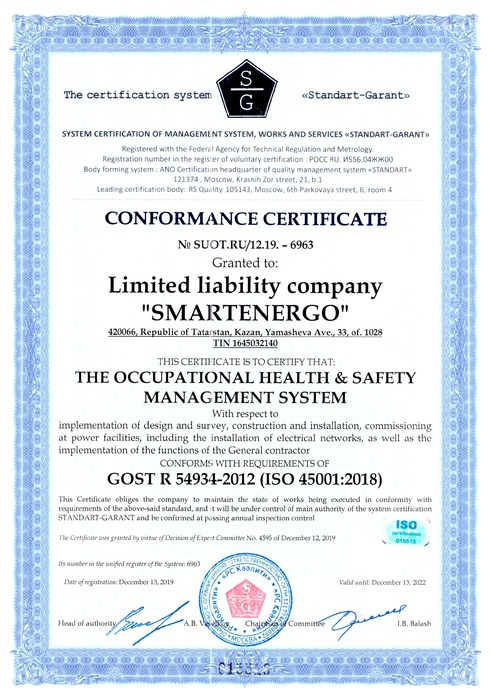 The certification system
S
G
«Standart-Garant»
SYSTEM CERTIFICATION OF MANAGEMENT SYSTEM, WORKS AND SERVICES «STANDART-GARANT»
Registered with the Federal Agency for Technical Regulation and Metrology.
Registration number in the register of voluntary certification : РОСС RU. И556.04ЖЖ00
Body forming system : ANO Certification headquarter of quality management system «STANDART»
121374 , Moscow, Krasnih Zor street, 21, b.1
Leading certification body: RS Quility 105143, Moscow, 6th Parkovaya street, 6, room 4
CONFORMANCE CERTIFICATE
№ SUOT.RU/12.19. – 6963
Granted to:
Limited liability company
"SMARTENERGO"
420066, Republic of Tatarstan, Kazan, Yamasheva Ave., 33, of. 1028
TIN 1645032140
THIS CERTIFICATE IS TO CERTIFY THAT:
THE OCCUPATIONAL HEALTH & SAFETY
MANAGEMENT SYSTEM
With respect to
implementation of design and survey, construction and installation, commissioning
at power facilities, including the installation of electrical networks, as well as the
implementation of the functions of the General contractor
CONFORMS WITH REQUIREMENTS OF
GOST R 54934-2012 (ISO 45001:2018)
This Certificate obliges the company to maintain the state of works being executed in conformity with
requirements of the above-said standard, and it will be under control of main authority of the system certification
STANDART-GARANT and be confirmed at passing annual inspection control
ISO
certification
015513
The Certificate was granted by virtue of Decision of Expert Committee No. 4595 of December 12, 2019
Its number in the unified register of the System: 6963
Date of registration: December 13, 2019
Valid until: December 13, 2022
«РС Квалити»
S
G
МОСКВА
Head of authority
A.B.
Chairman of Committee
I.B. Balash